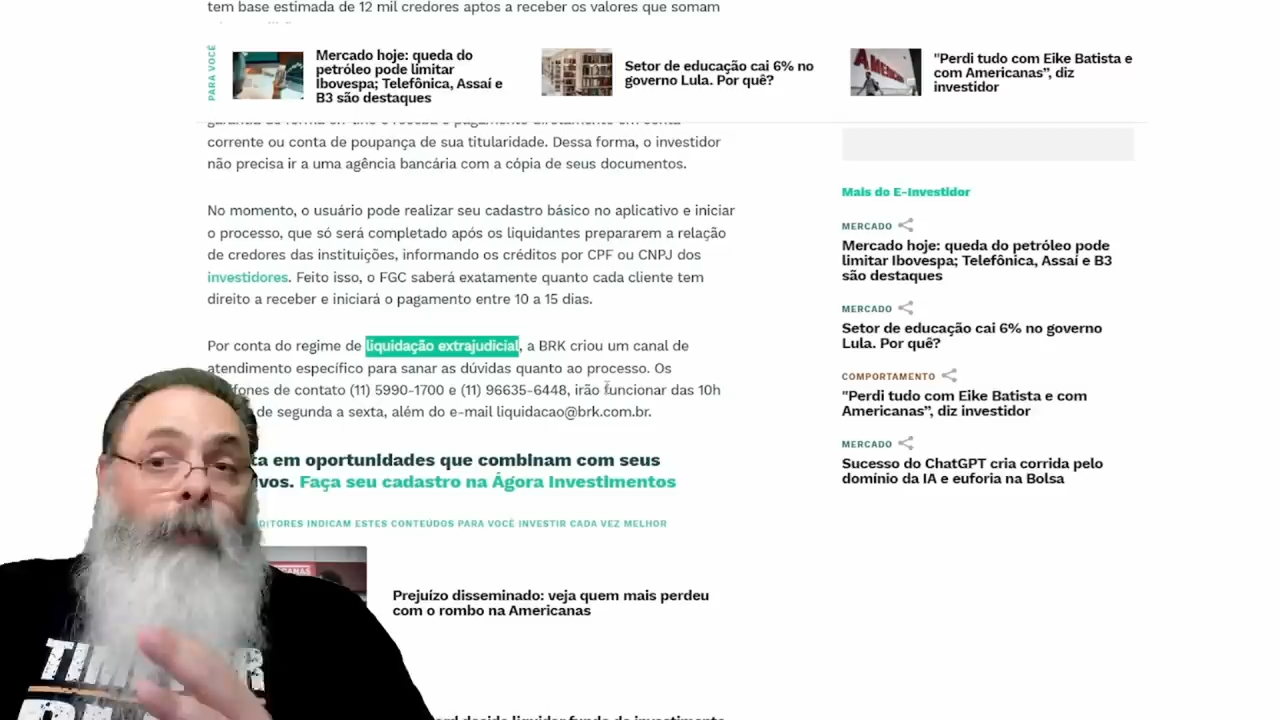 tem base estimada de 12 mil credores aptos a receber os valores que somam
PARA VOCÊ
Mercado hoje: queda do
petróleo pode limitar
Ibovespa; Telefônica, Assaí e
B3 são destaques
Setor de educação cai 6% no
governo Lula. Por quê?
"Perdi tudo com Eike Batista e
com Americanas”, diz
investidor
corrente ou conta de poupança de sua titularidade. Dessa forma, o investidor
não precisa ir a uma agência bancária com a cópia de seus documentos.
No momento, o usuário pode realizar seu cadastro básico no aplicativo e iniciar
o processo, que só será completado após os liquidantes prepararem a relação
de credores das instituições, informando os créditos por CPF ou CNPJ dos
investidores. Feito isso, o FGC saberá exatamente quanto cada cliente tem
direito a receber e iniciará o pagamento entre 10 a 15 dias.
Por conta do regime de liquidação extrajudicial, a BRK criou um canal de
atendimento específico para sanar as dúvidas quanto ao processo. Os
fones de contato (11) 5990-1700 e (11) 96635-6448, irão funcionar das 10h
de segunda a sexta, além do e-mail liquidacao@brk.com.br.
ta em oportunidades que combinam com seus
vos. Faça seu cadastro na Ágora Investimentos
DITORES INDICAM ESTES CONTEÚDOS PARA VOCÊ INVESTIR CADA VEZ MELHOR
Prejuízo disseminado: veja quem mais perdeu
com o rombo na Americanas
Mais do E-Investidor
MERCADO
Mercado hoje: queda do petróleo pode
limitar Ibovespa; Telefônica, Assaí e B3
são destaques
MERCADO
Setor de educação cai 6% no governo
Lula. Por quê?
COMPORTAMENTO
"Perdi tudo com Eike Batista e com
Americanas”, diz investidor
MERCADO
Sucesso do ChatGPT cria corrida pelo
domínio da IA e euforia na Bolsa